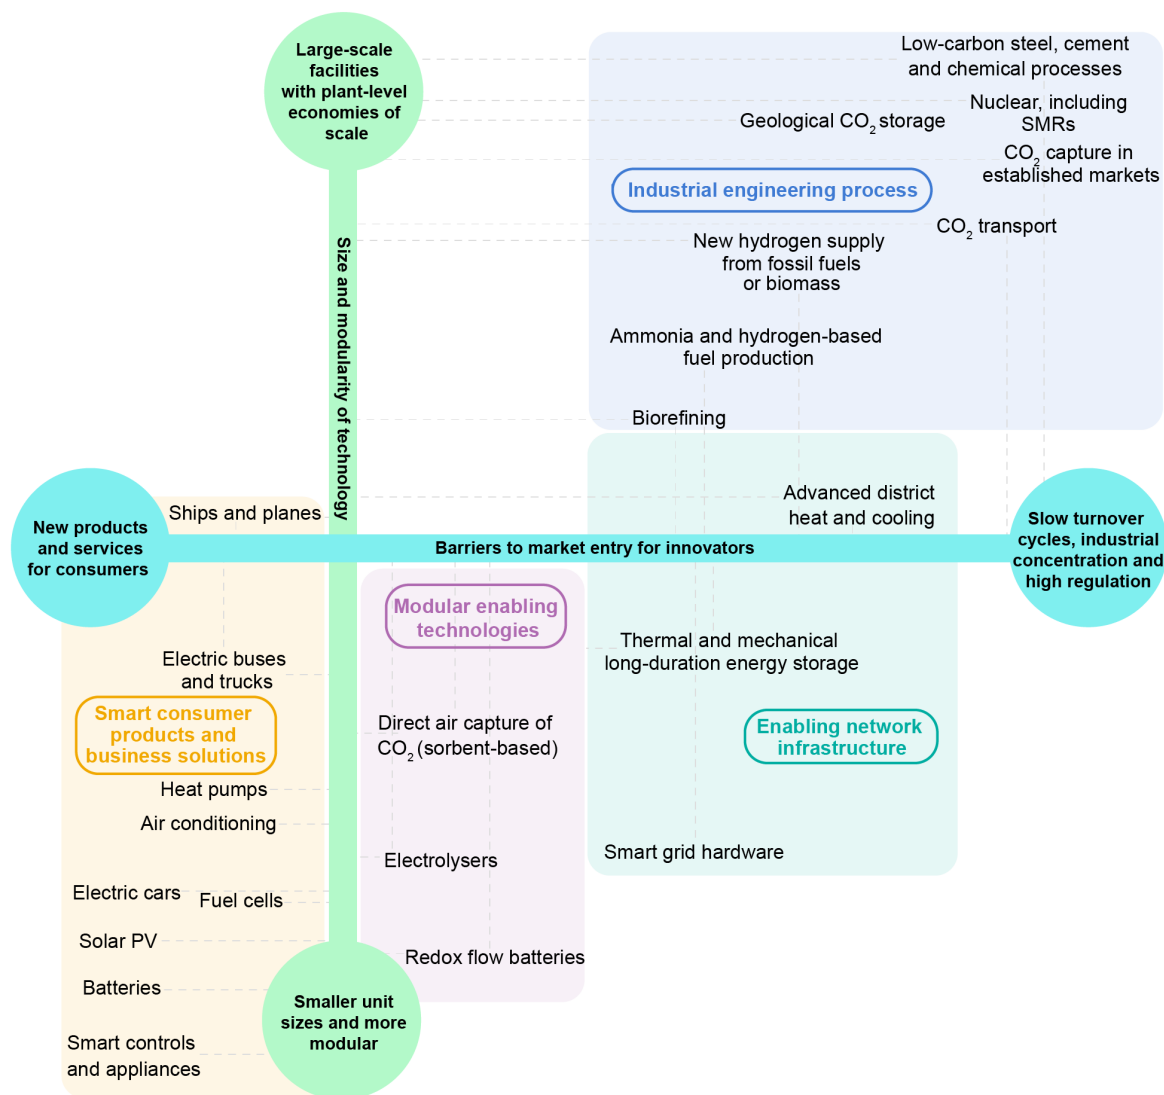 Large-scale
facilities
with plant-level
economies of
scale
Low-carbon steel, cement
and chemical processes
Nuclear, including
SMRs
Geological CO₂ storage
CO₂ capture in
established markets
Industrial engineering process
CO₂ transport
Size and modularity of technology
New hydrogen supply
from fossil fuels
or biomass
Ammonia and hydrogen-based
fuel production
Biorefining
Advanced district
heat and cooling
Ships and planes
New products
and services
for consumers
Barriers to market entry for innovators
Slow turnover
cycles, industrial
concentration and
high regulation
Modular enabling
technologies
Thermal and mechanical
long-duration energy storage
Electric buses
and trucks
Smart consumer
products and
business solutions
Direct air capture of
CO₂ (sorbent-based)
Enabling network
infrastructure
Heat pumps
Air conditioning
Electrolysers
Smart grid hardware
Electric cars
Fuel cells
Solar PV
Redox flow batteries
Batteries
Smaller unit
sizes and more
modular
Smart controls
and appliances